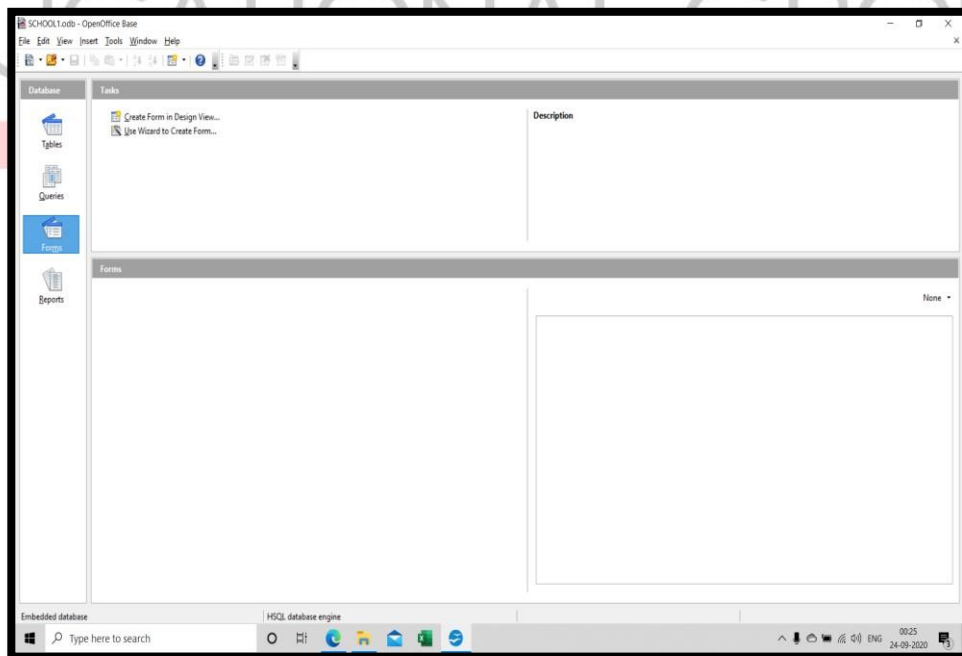 SCHOOL1.odb - OpenOffice Base
File Edit View Insert Tools Window Help
Database
Tasks
Create Form in Design View...
Use Wizard to Create Form...
Description
Tables
Queries
Forms
Reports
Forms
None
Embedded database
HSQL database engine
Type here to search
ENG
00:25
24-09-2020